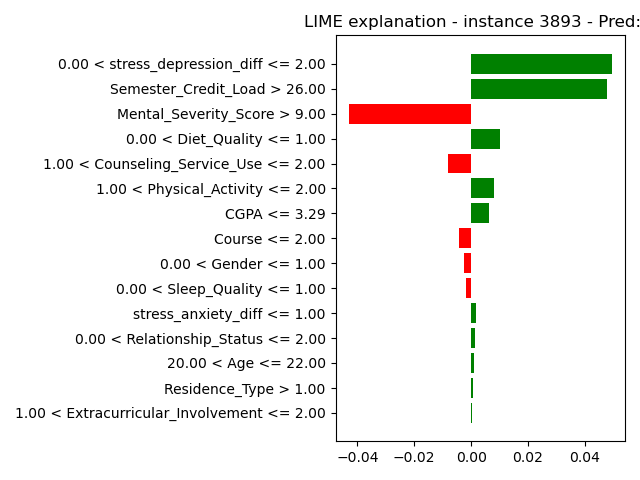 LIME explanation - instance 3893 - Pred:
0.00 < stress_depression_diff <= 2.00
Semester_Credit_Load > 26.00
Mental_Severity_Score > 9.00
0.00 < Diet_Quality <= 1.00
1.00 < Counseling_Service_Use <= 2.00
1.00 < Physical_Activity <= 2.00
CGPA <= 3.29
Course <= 2.00
0.00 < Gender <= 1.00
0.00 < Sleep_Quality <= 1.00
stress_anxiety_diff <= 1.00
0.00 < Relationship_Status <= 2.00
20.00 < Age <= 22.00
Residence_Type > 1.00
1.00 < Extracurricular_Involvement <= 2.00
−0.04 −0.02 0.00 0.02 0.04